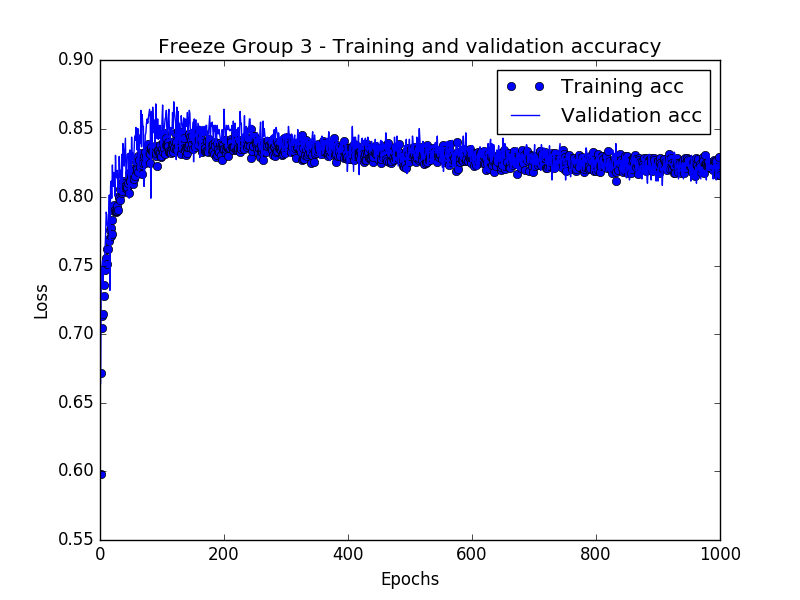 Freeze Group 3 - Training and validation accuracy
0.90
Training acc
Validation acc
0.85
0.80
0.75
Loss
0.70
0.65
0.60
0.55
0 200 400 600 800 1000
Epochs